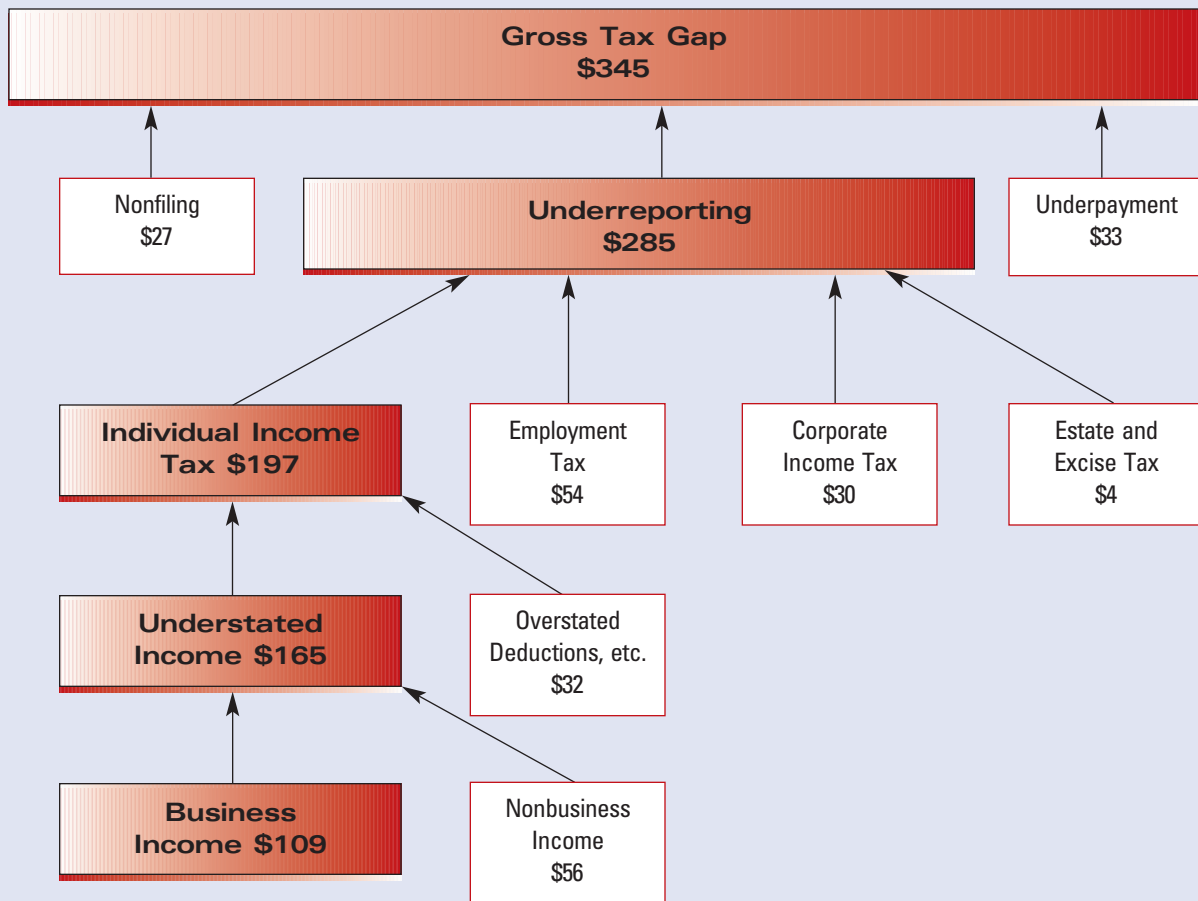 Gross Tax Gap
$345
Nonfiling
$27
Underreporting
$285
Underpayment
$33
Individual Income
Tax $197
Employment
Tax
$54
Corporate
Income Tax
$30
Estate and
Excise Tax
$4
Understated
Income $165
Overstated
Deductions, etc.
$32
Business
Income $109
Nonbusiness
Income
$56